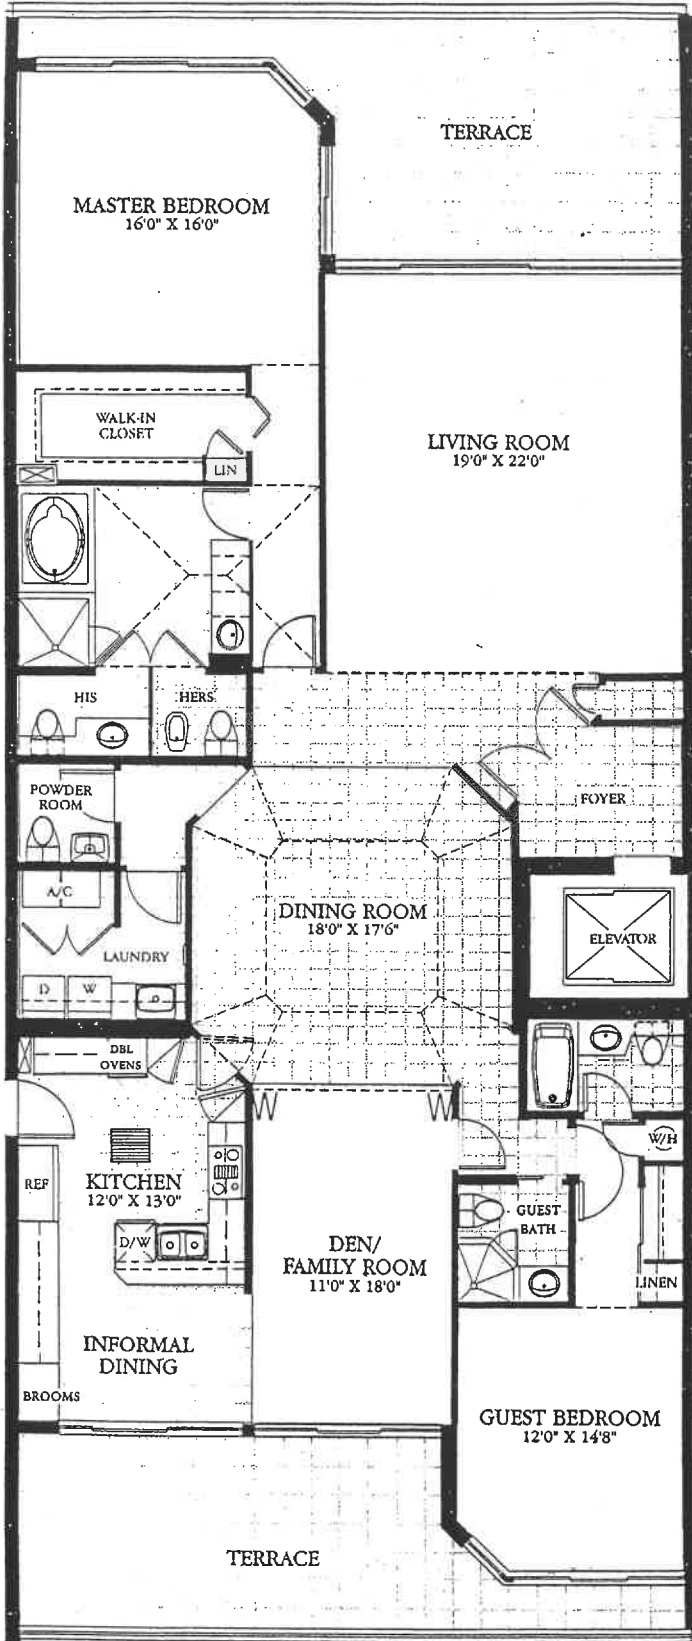 TERRACE
MASTER BEDROOM
16'0" X 16'0"
WALK-IN
CLOSET
LIN
LIVING ROOM
19'0" X 22'0"
HIS
HERS
POWDER
ROOM
FOYER
A/C
LAUNDRY
D
W
DINING ROOM
18'0" X 17'6"
ELEVATOR
DBL
OVENS
W/H
REF
KITCHEN
12'0" X 13'0"
D/W
GUEST
BATH
DEN/
FAMILY ROOM
11'0" X 18'0"
LINEN
INFORMAL
DINING
BROOMS
GUEST BEDROOM
12'0" X 14'8"
TERRACE